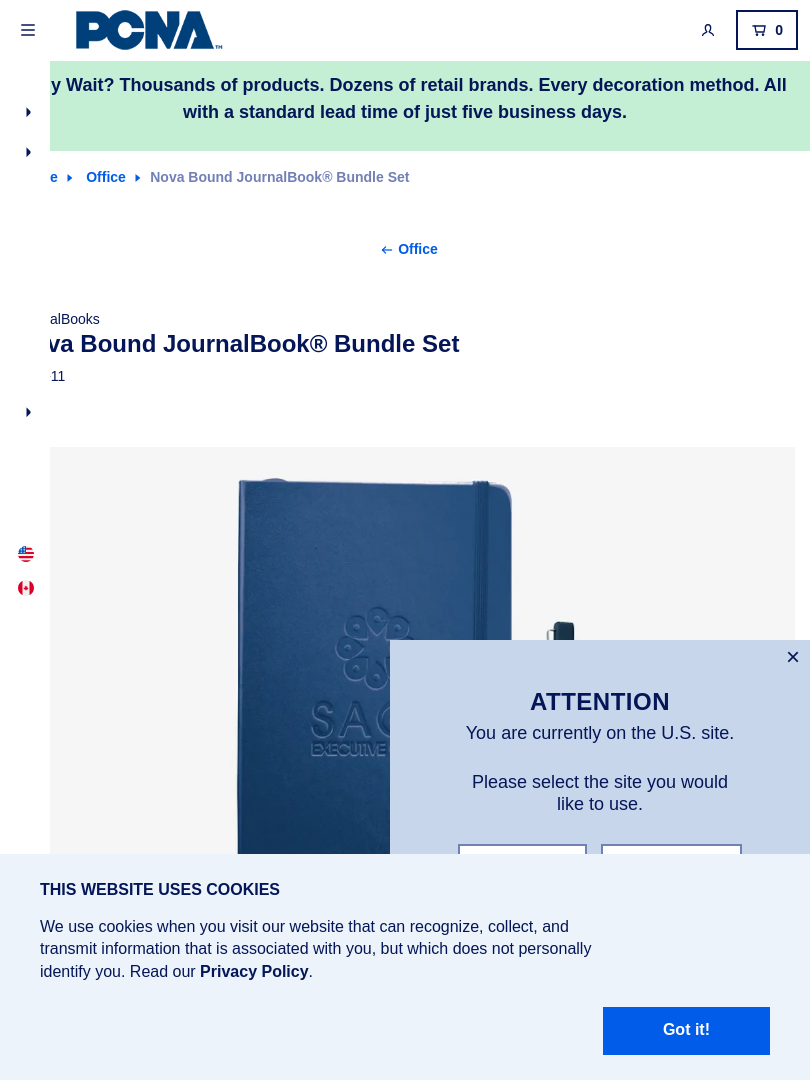 PCNA™
0
y Wait? Thousands of products. Dozens of retail brands. Every decoration method. All
with a standard lead time of just five business days.
e Office Nova Bound JournalBook® Bundle Set
← Office
alBooks
va Bound JournalBook® Bundle Set
11
×
ATTENTION
You are currently on the U.S. site.
Please select the site you would
like to use.
EXECUTIVE
THIS WEBSITE USES COOKIES
We use cookies when you visit our website that can recognize, collect, and
transmit information that is associated with you, but which does not personally
identify you. Read our Privacy Policy.
Got it!